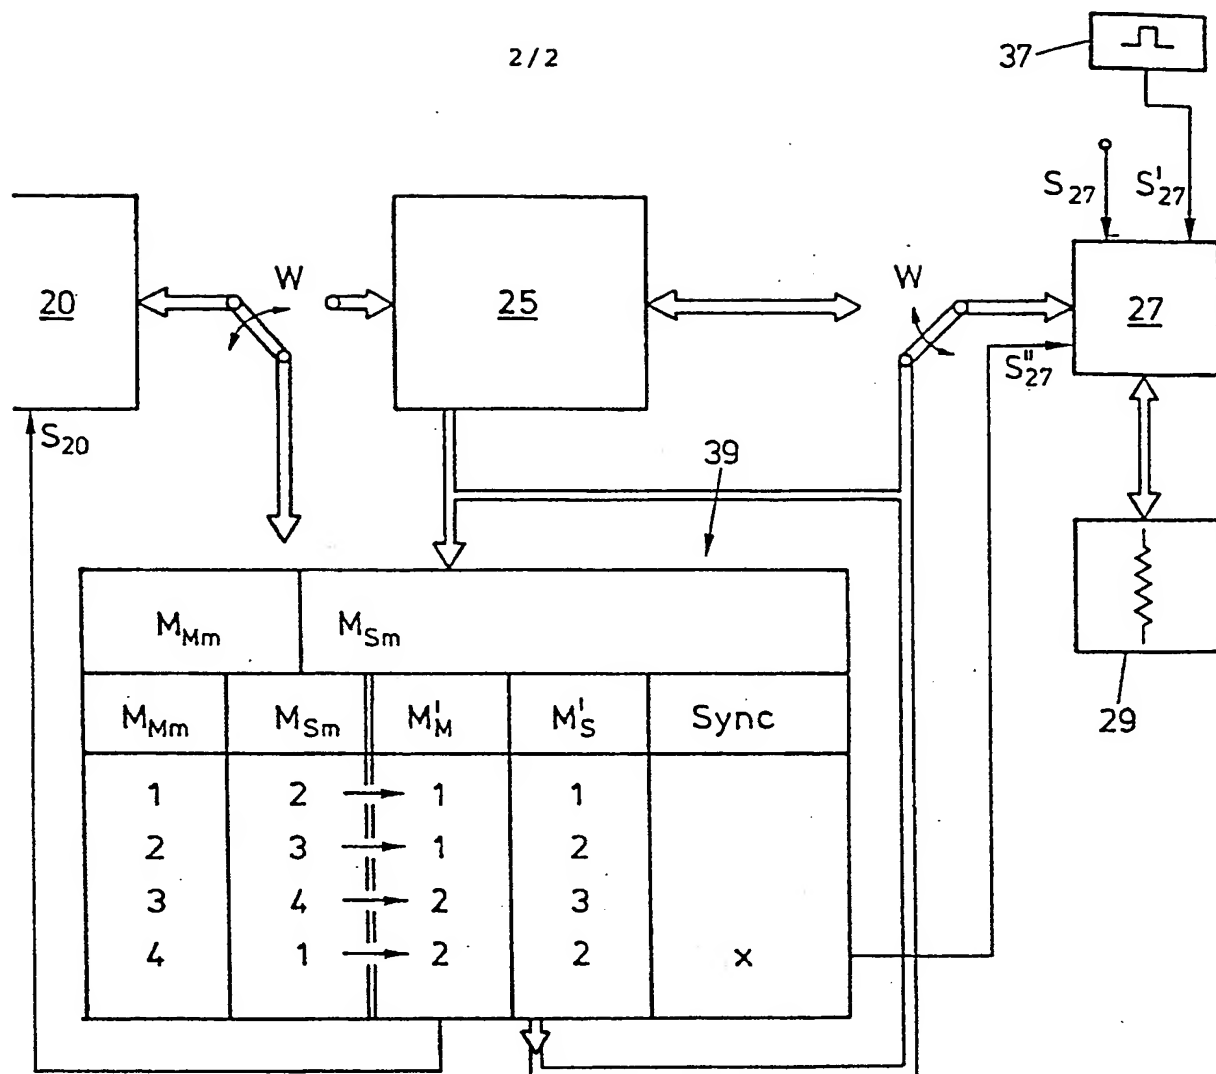 2/2
37
S27 S'27
20 W 25 W 27
S''27
S20
39
MMm MSm
29
MMm MSm M'M M'S Sync
1 2 → 1 1
2 3 → 1 2
3 4 → 2 3
4 1 → 2 2 x